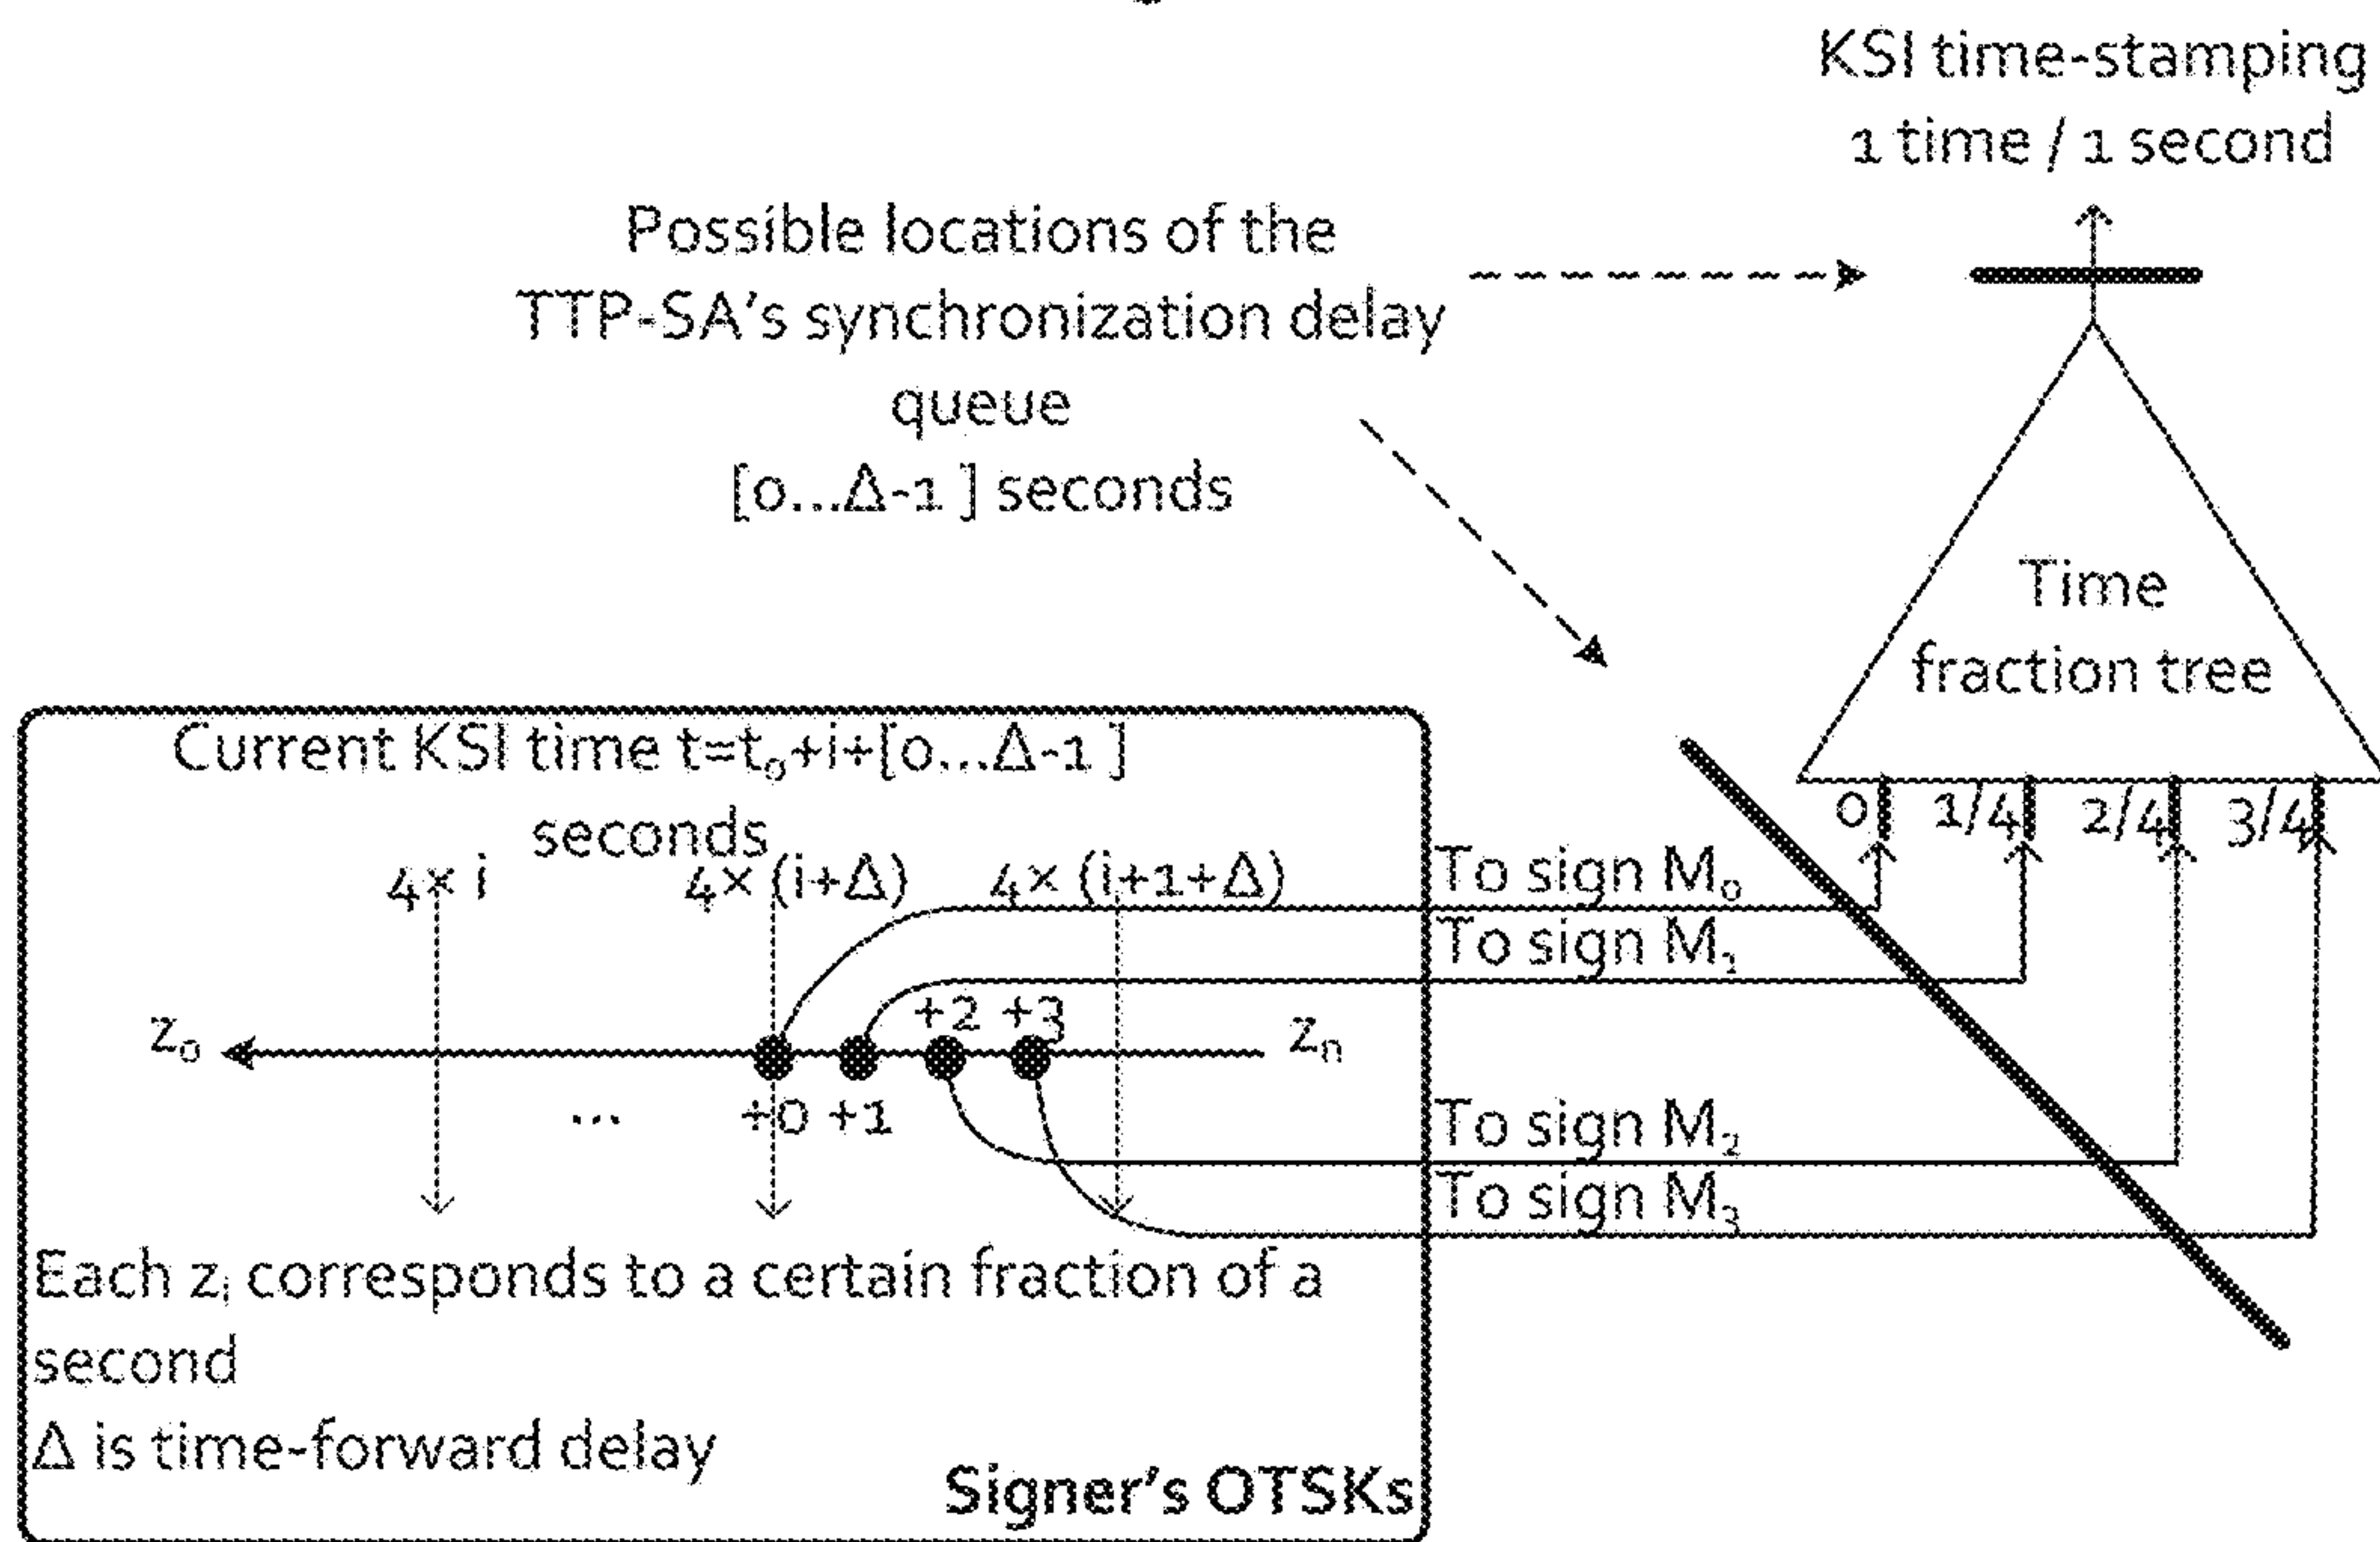 KSI time-stamping
1 time / 1 second
Possible locations of the
TTP-SA's synchronization delay
queue
[0...Δ-1 ] seconds
Time
fraction tree
0 1/4 2/4 3/4
Current KSI time t=t₀+i+[0...Δ-1 ]
seconds
4× i 4× (i+Δ) 4× (i+1+Δ)
To sign M₀
To sign M₁
+2 +3
z₀ zₙ
... +0 +1
To sign M₂
To sign M₃
Each zᵢ corresponds to a certain fraction of a
second
Δ is time-forward delay
Signer's OTSKs